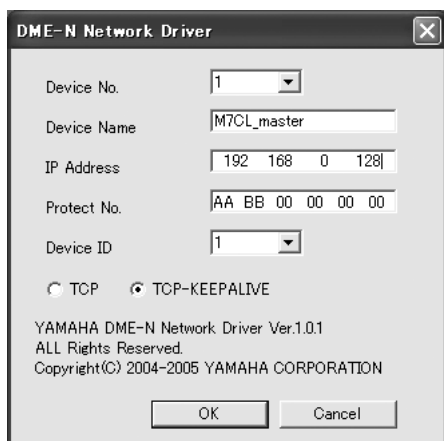 DME-N Network Driver
Device No. 1
Device Name M7CL_master
IP Address 192 168 0 128
Protect No. AA BB 00 00 00 00
Device ID 1
TCP TCP-KEEPALIVE
YAMAHA DME-N Network Driver Ver.1.0.1
ALL Rights Reserved.
Copyright(C) 2004-2005 YAMAHA CORPORATION
OK Cancel